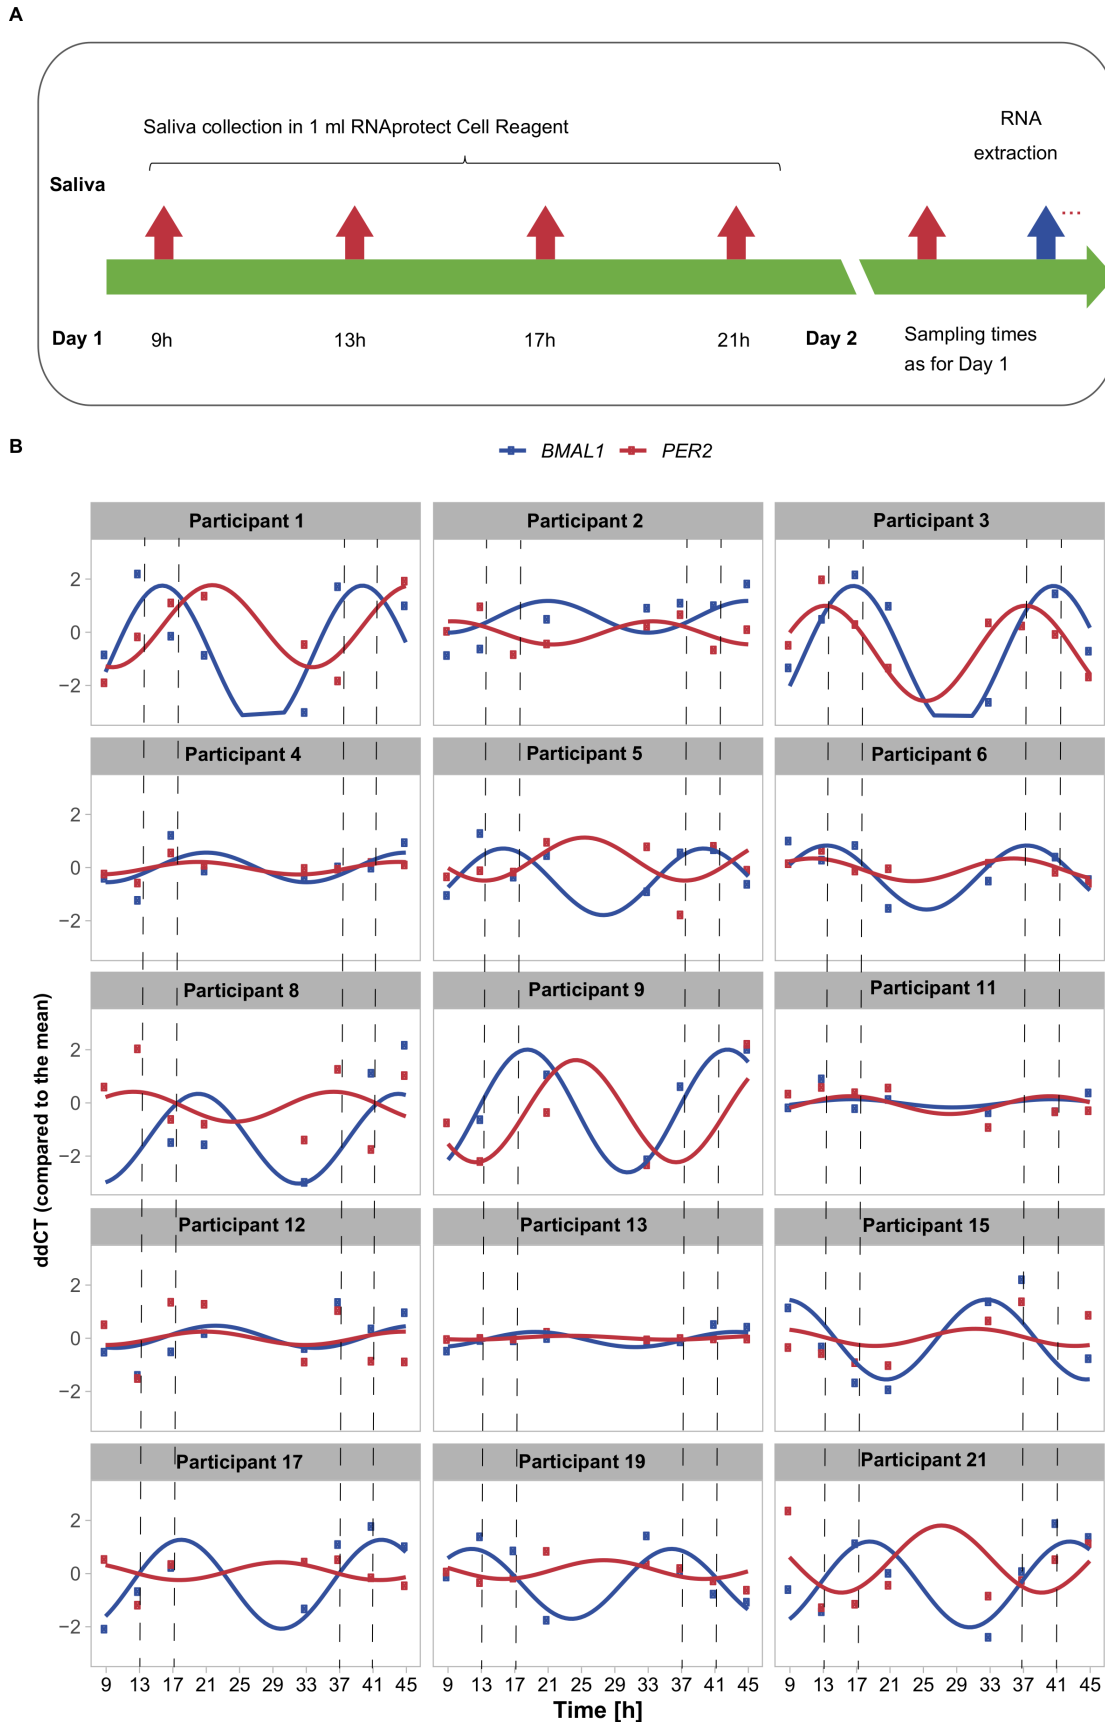 A
Saliva collection in 1 ml RNAprotect Cell Reagent
RNA
extraction
Saliva
...
Day 1
9h
13h
17h
21h
Day 2
Sampling times
as for Day 1
B
BMAL1 PER2
Participant 1 Participant 2 Participant 3
2
0
−2
Participant 4 Participant 5 Participant 6
2
0
−2
Participant 8 Participant 9 Participant 11
2
0
−2
Participant 12 Participant 13 Participant 15
2
0
−2
Participant 17 Participant 19 Participant 21
2
0
−2
ddCT (compared to the mean)
9 13 17 21 25 29 33 37 41 45 9 13 17 21 25 29 33 37 41 45 9 13 17 21 25 29 33 37 41 45
Time [h]